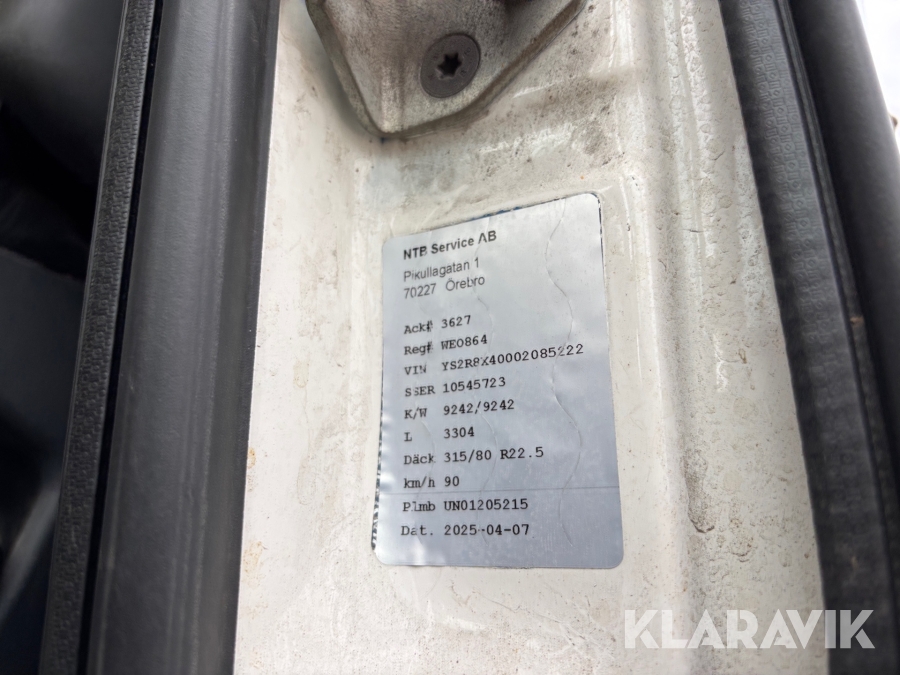 NTB Service AB
Pikullagatan 1
70227 Örebro
Ack# 3627
Reg# WEO864
VIN YS2R8X40002085222
SSER 10545723
K/W 9242/9242
L 3304
Däck 315/80 R22.5
km/h 90
Plmb UN01205215
Dat. 2025-04-07
KLARAVIK